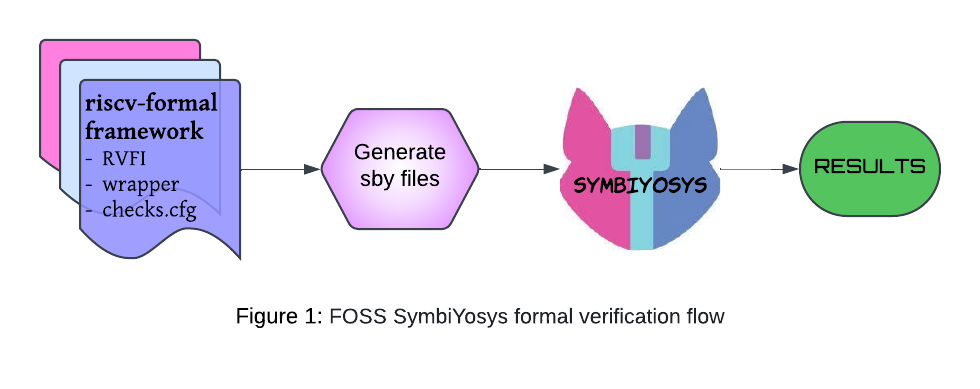 riscv-formal
framework
- RVFI
- wrapper
- checks.cfg
Generate
sby files
SYMBIYOSYS
RESULTS
Figure 1: FOSS SymbiYosys formal verification flow